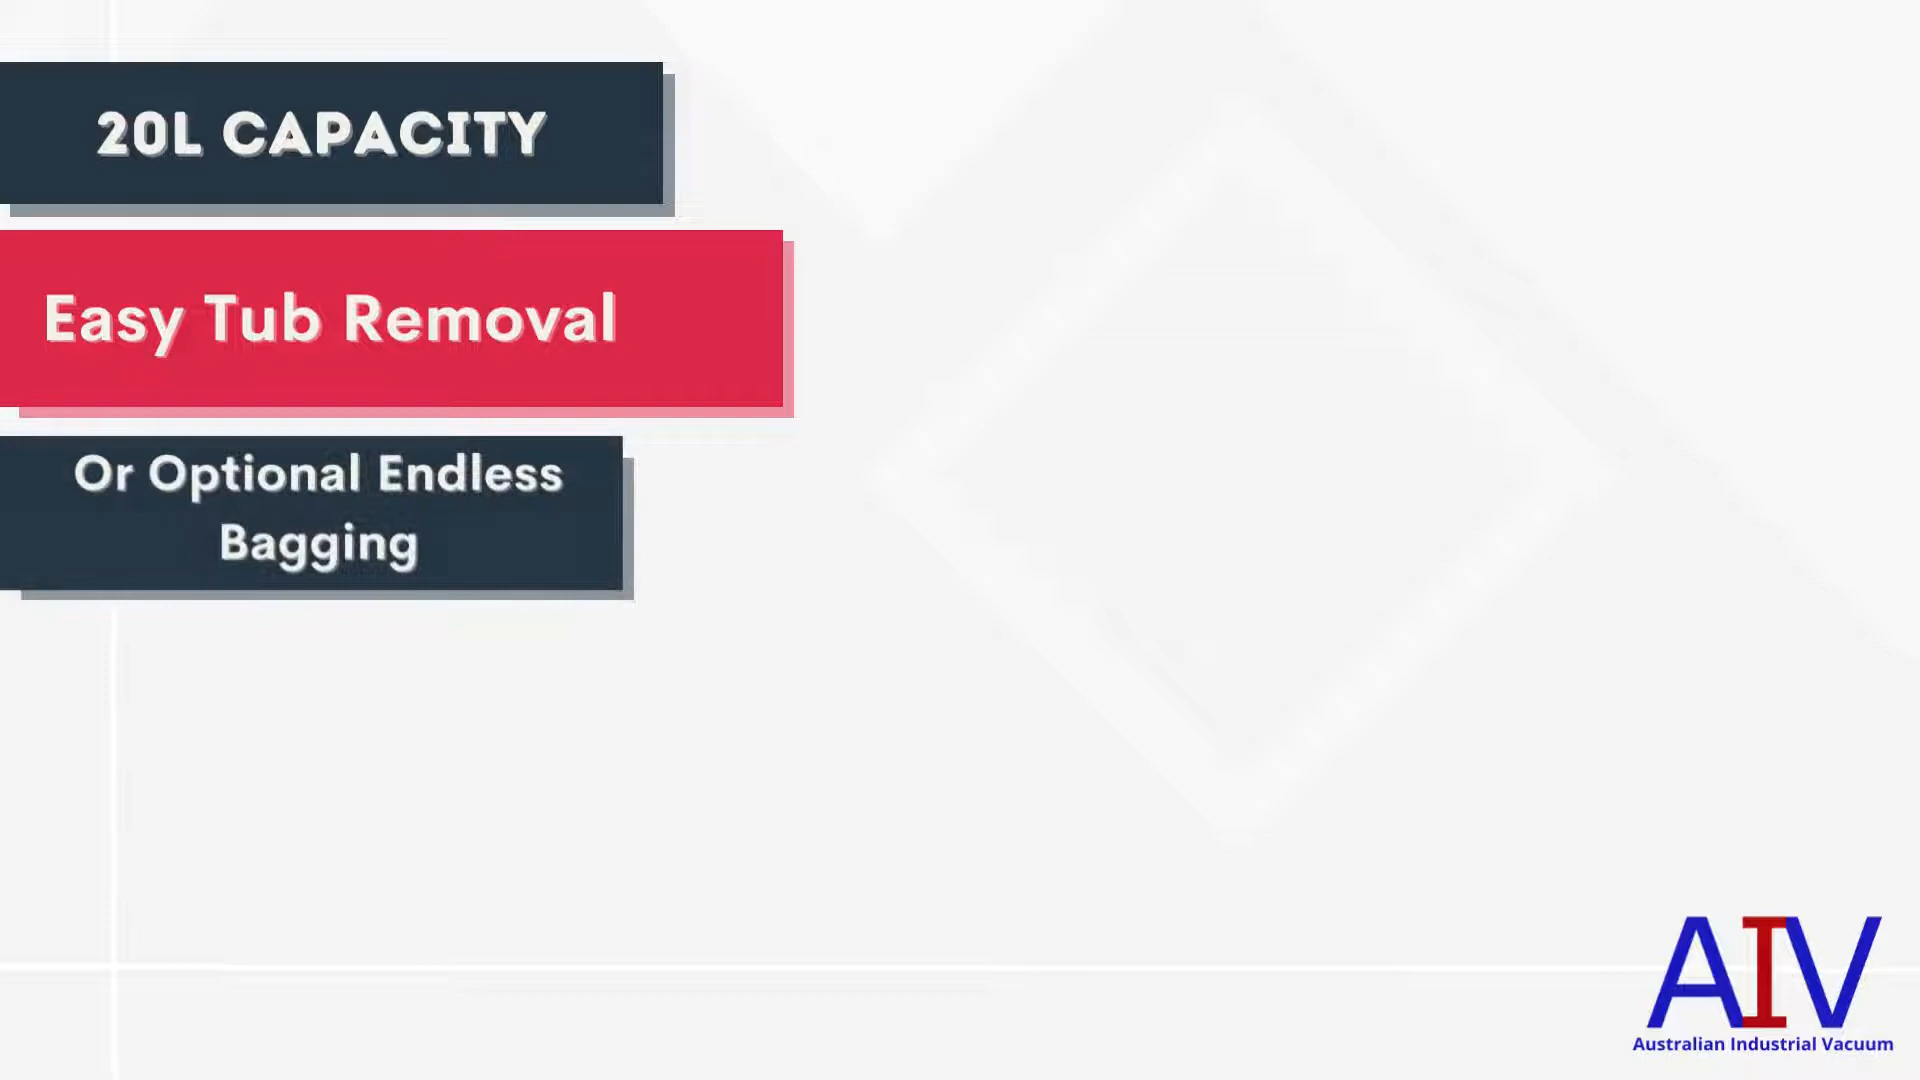 20L CAPACITY
Easy Tub Removal
Or Optional Endless
Bagging
AIV
Australian Industrial Vacuum